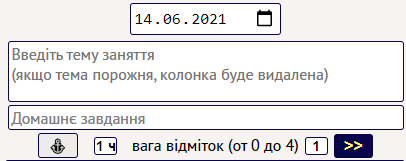 14.06.2021
Введіть тему заняття
(якщо тема порожня, колонка буде видалена)
Домашнє завдання
1 ч вага відміток (от 0 до 4) 1 >>